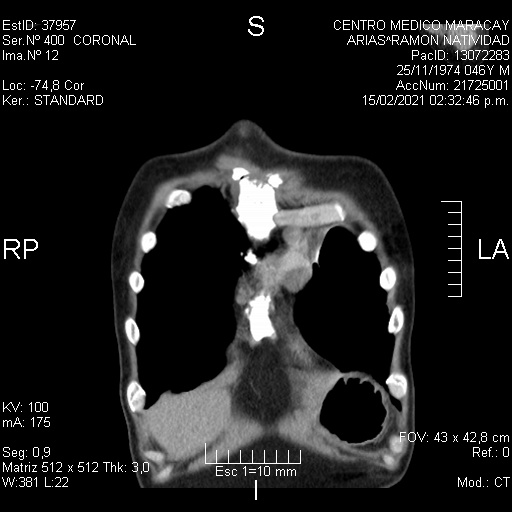 EstID: 37957
Ser.Nº 400 CORONAL
Ima.Nº 12
Loc: -74,8 Cor
Ker.: STANDARD
S
CENTRO MEDICO MARACAY
ARIAS^RAMON NATIVIDAD
PacID: 13072283
25/11/1974 046Y M
AccNum: 21725001
15/02/2021 02:32:46 p.m.
RP
LA
KV: 100
mA: 175
Seg: 0,9
Matriz 512 x 512 Thk: 3,0
W:381 L:22
Esc 1=10 mm
I
FOV: 43 x 42,8 cm
Ref.: 0
Mod.: CT